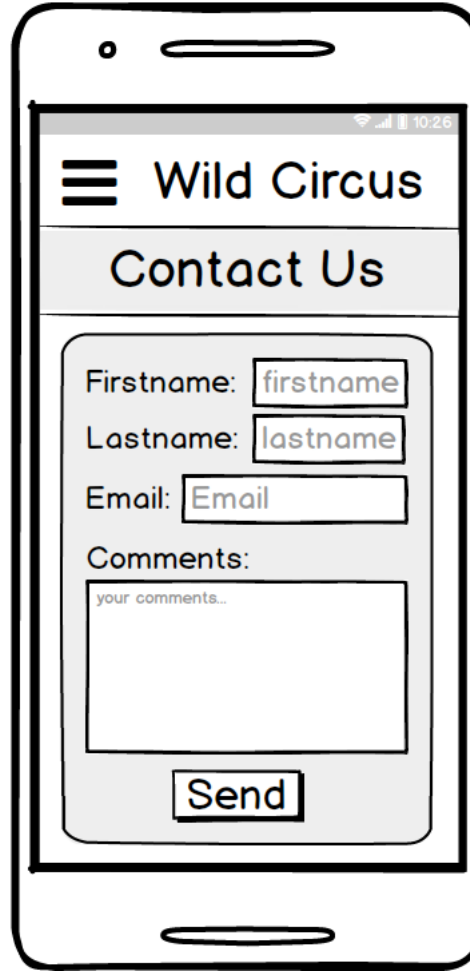 10:26
Wild Circus
Contact Us
Firstname: firstname
Lastname: lastname
Email: Email
Comments:
your comments...
Send